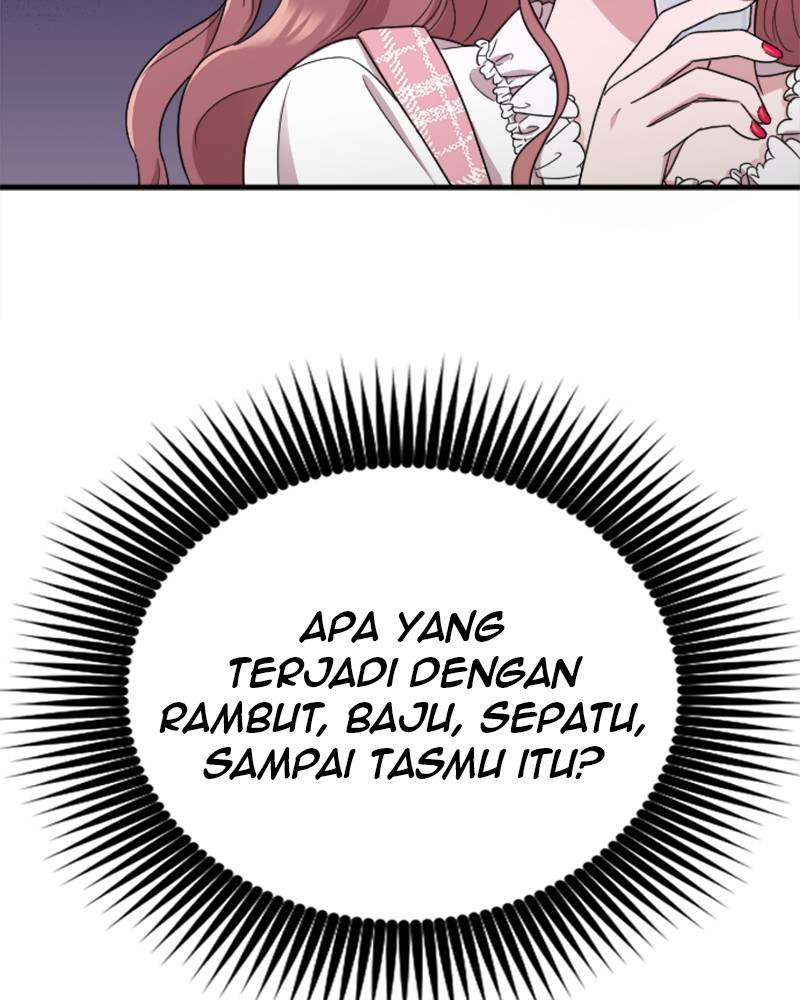 APA YANG
TERJADI DENGAN
RAMBUT, BAJU, SEPATU,
SAMPAI TASMU ITU?